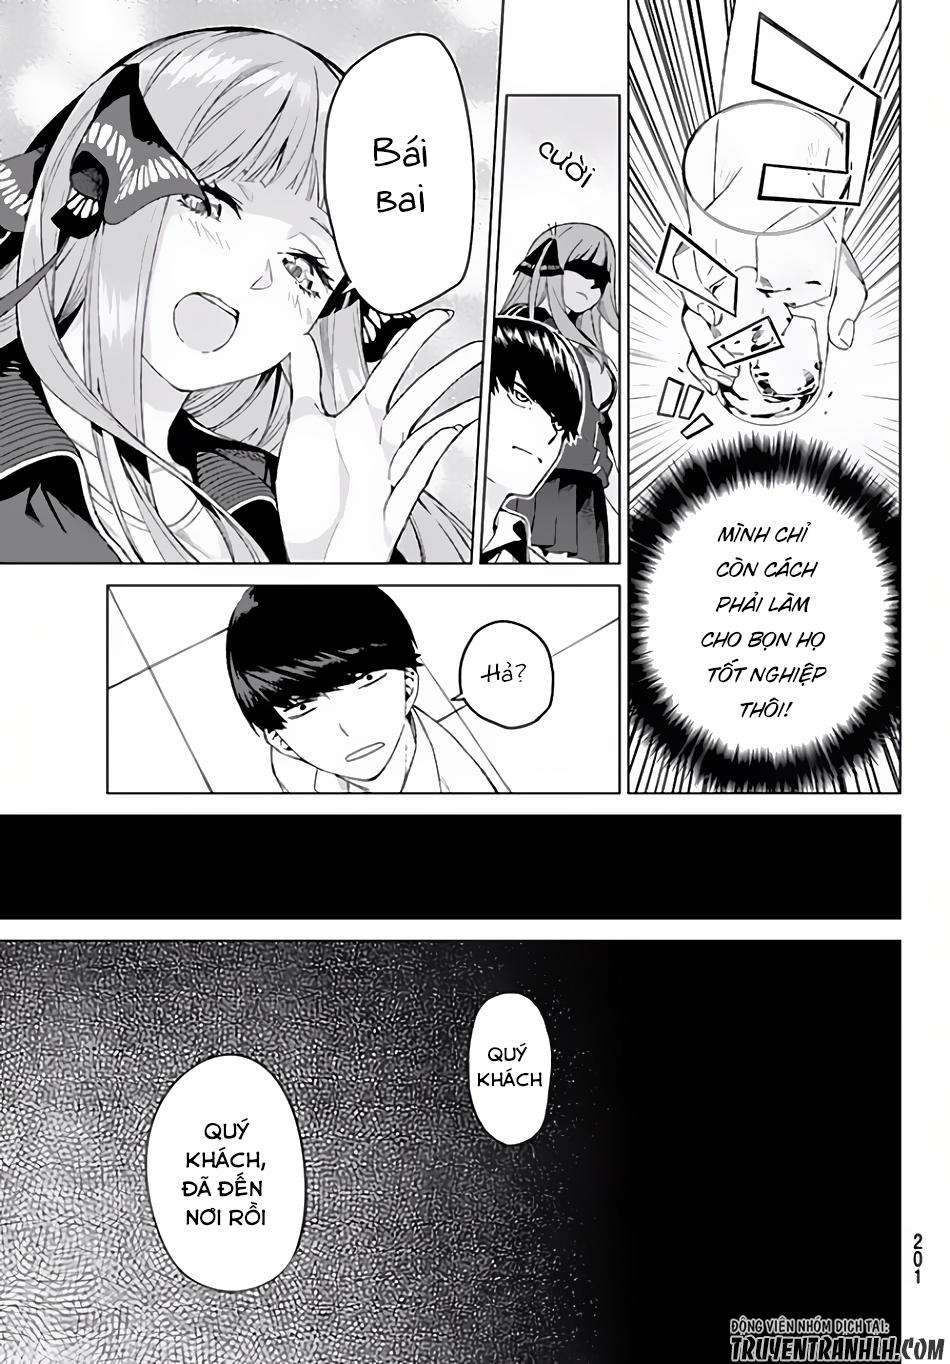 MÌNH CHỈ
CÒN CÁCH
PHẢI LÀM
CHO BỌN HỌ
TỐT NGHIỆP
THÔI!
CƯỜI
Bái
BAI
Hả?
QUÝ
KHÁCH
QUÝ
KHÁCH,
ĐÃ ĐẾN
NƠI RỒI
201
ĐỘNG VIÊN NHÓM DỊCH TẠI:
TRUYENTRANHLH.COM